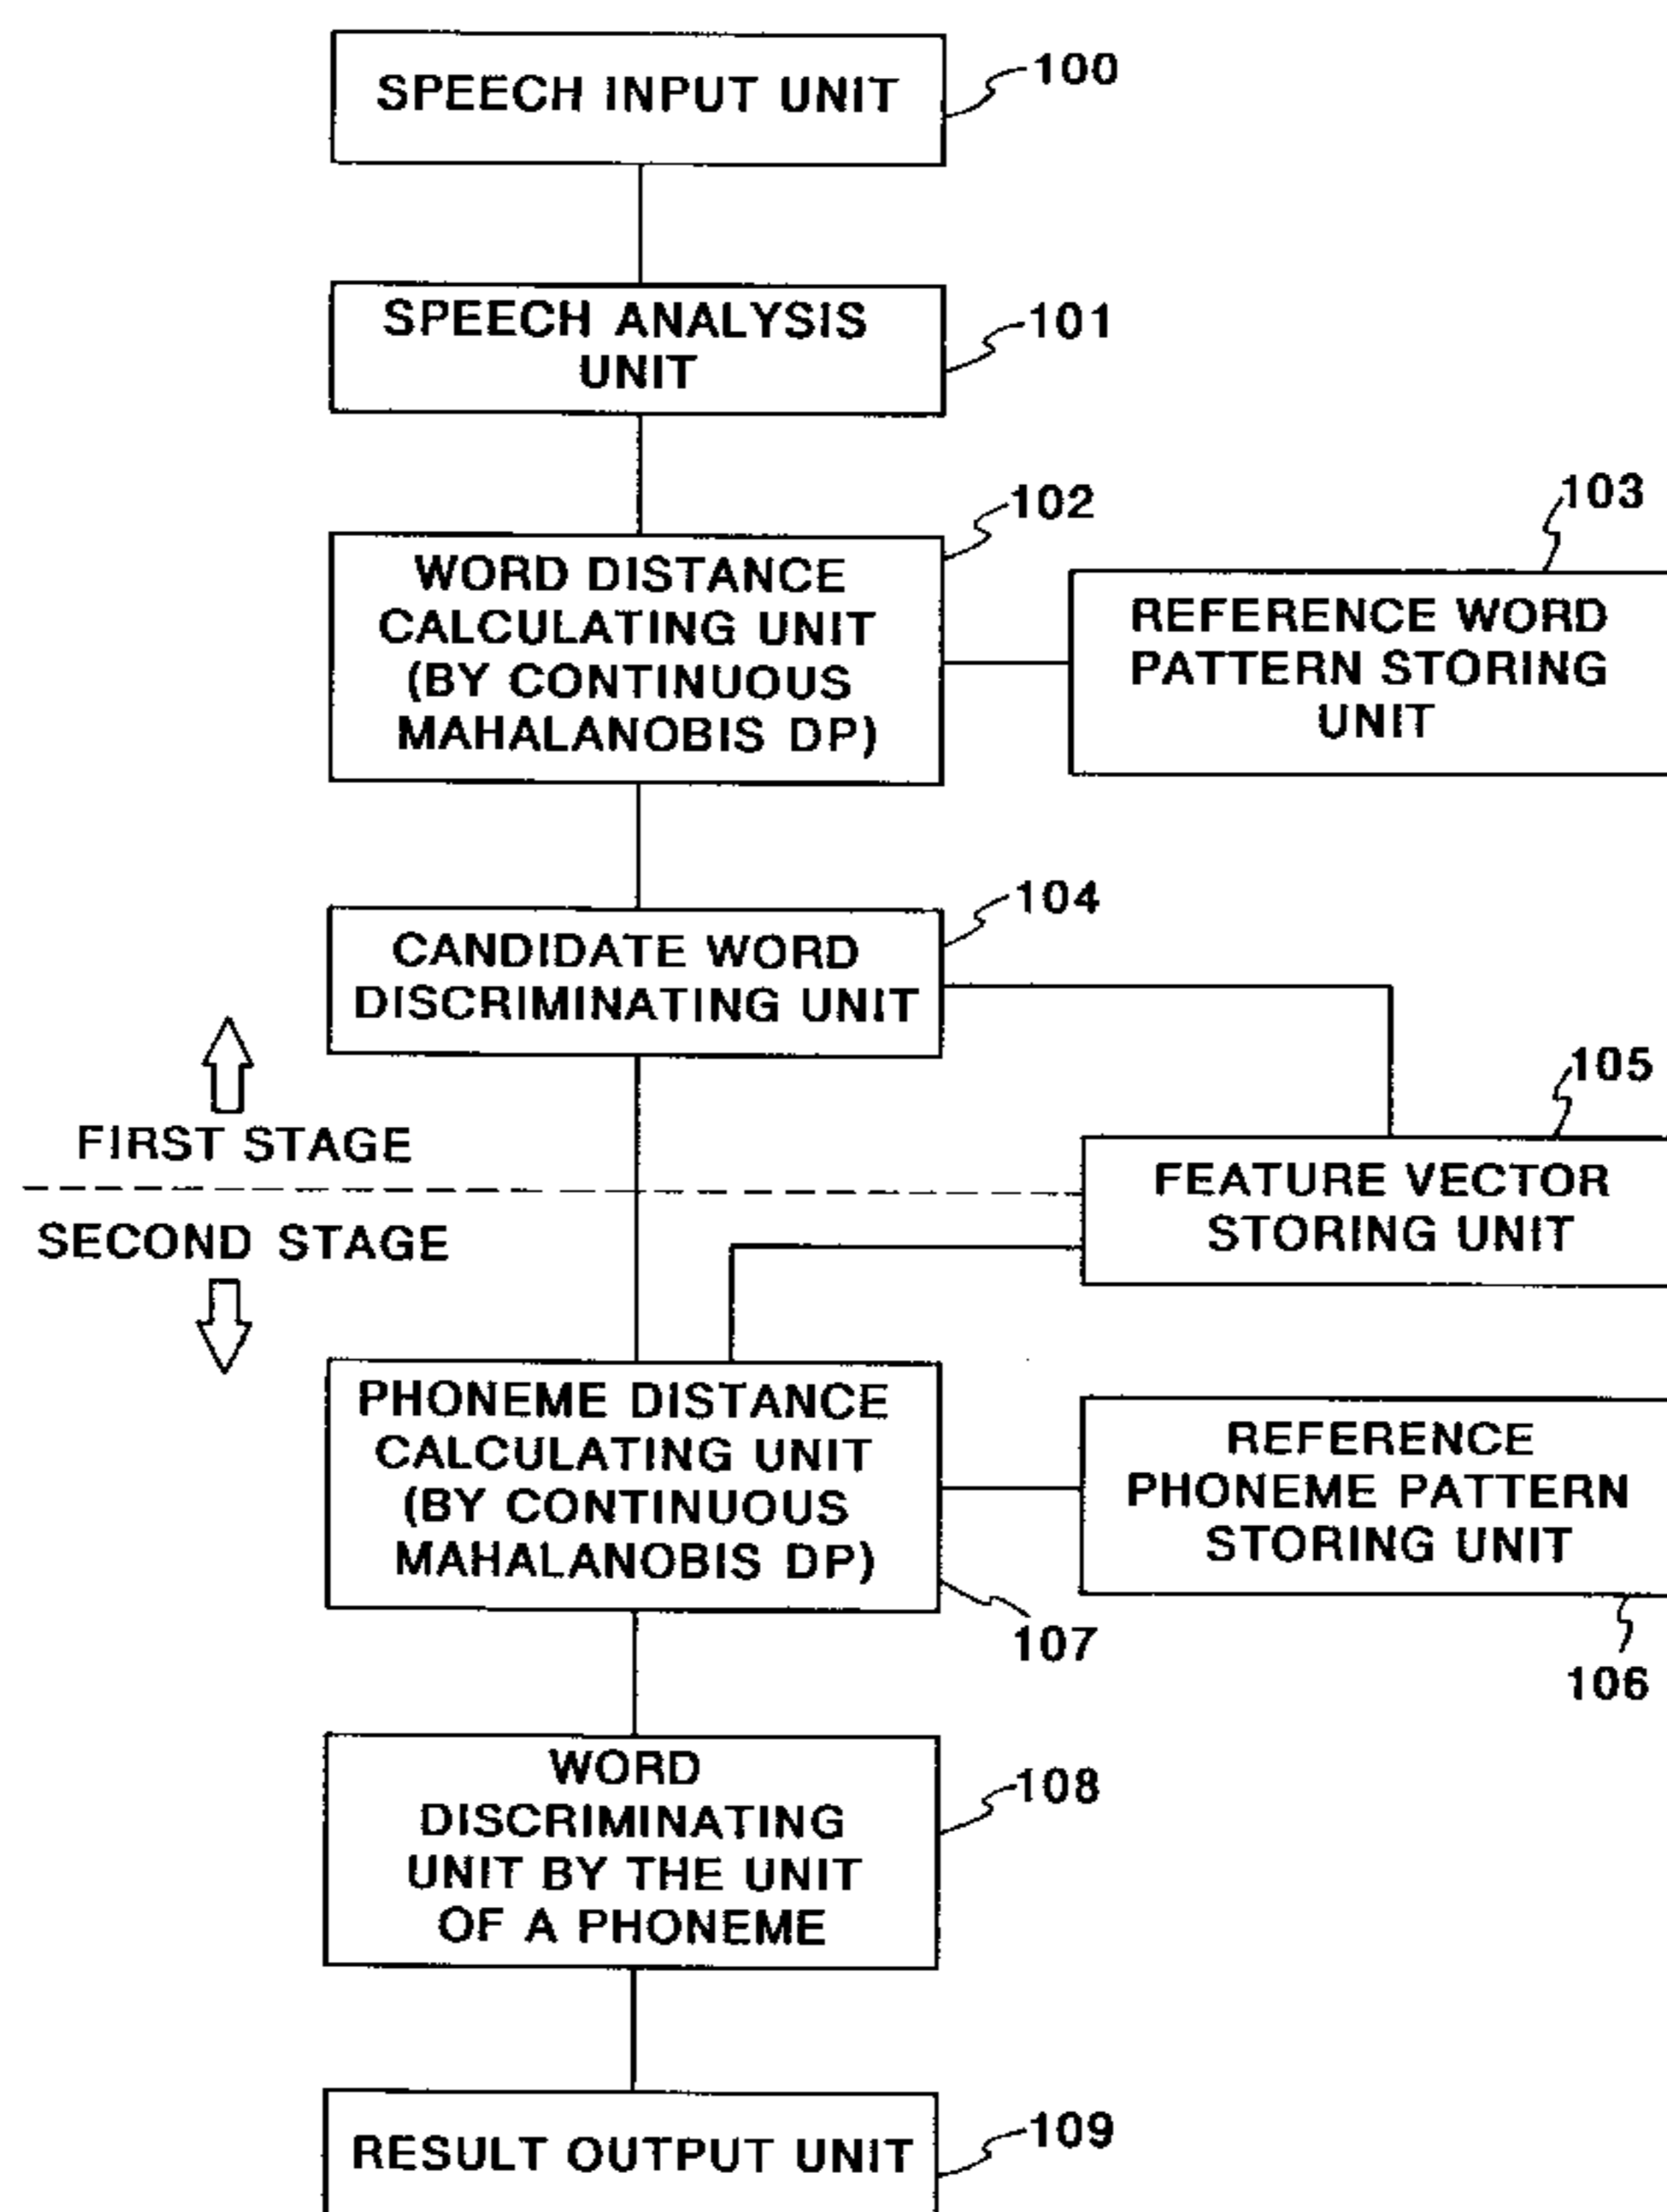 SPEECH INPUT UNIT
100
SPEECH ANALYSIS
UNIT
101
WORD DISTANCE
CALCULATING UNIT
(BY CONTINUOUS
MAHALANOBIS DP)
102
REFERENCE WORD
PATTERN STORING
UNIT
103
CANDIDATE WORD
DISCRIMINATING UNIT
104
FIRST STAGE
SECOND STAGE
FEATURE VECTOR
STORING UNIT
105
PHONEME DISTANCE
CALCULATING UNIT
(BY CONTINUOUS
MAHALANOBIS DP)
107
REFERENCE
PHONEME PATTERN
STORING UNIT
106
WORD
DISCRIMINATING
UNIT BY THE UNIT
OF A PHONEME
108
RESULT OUTPUT UNIT
109